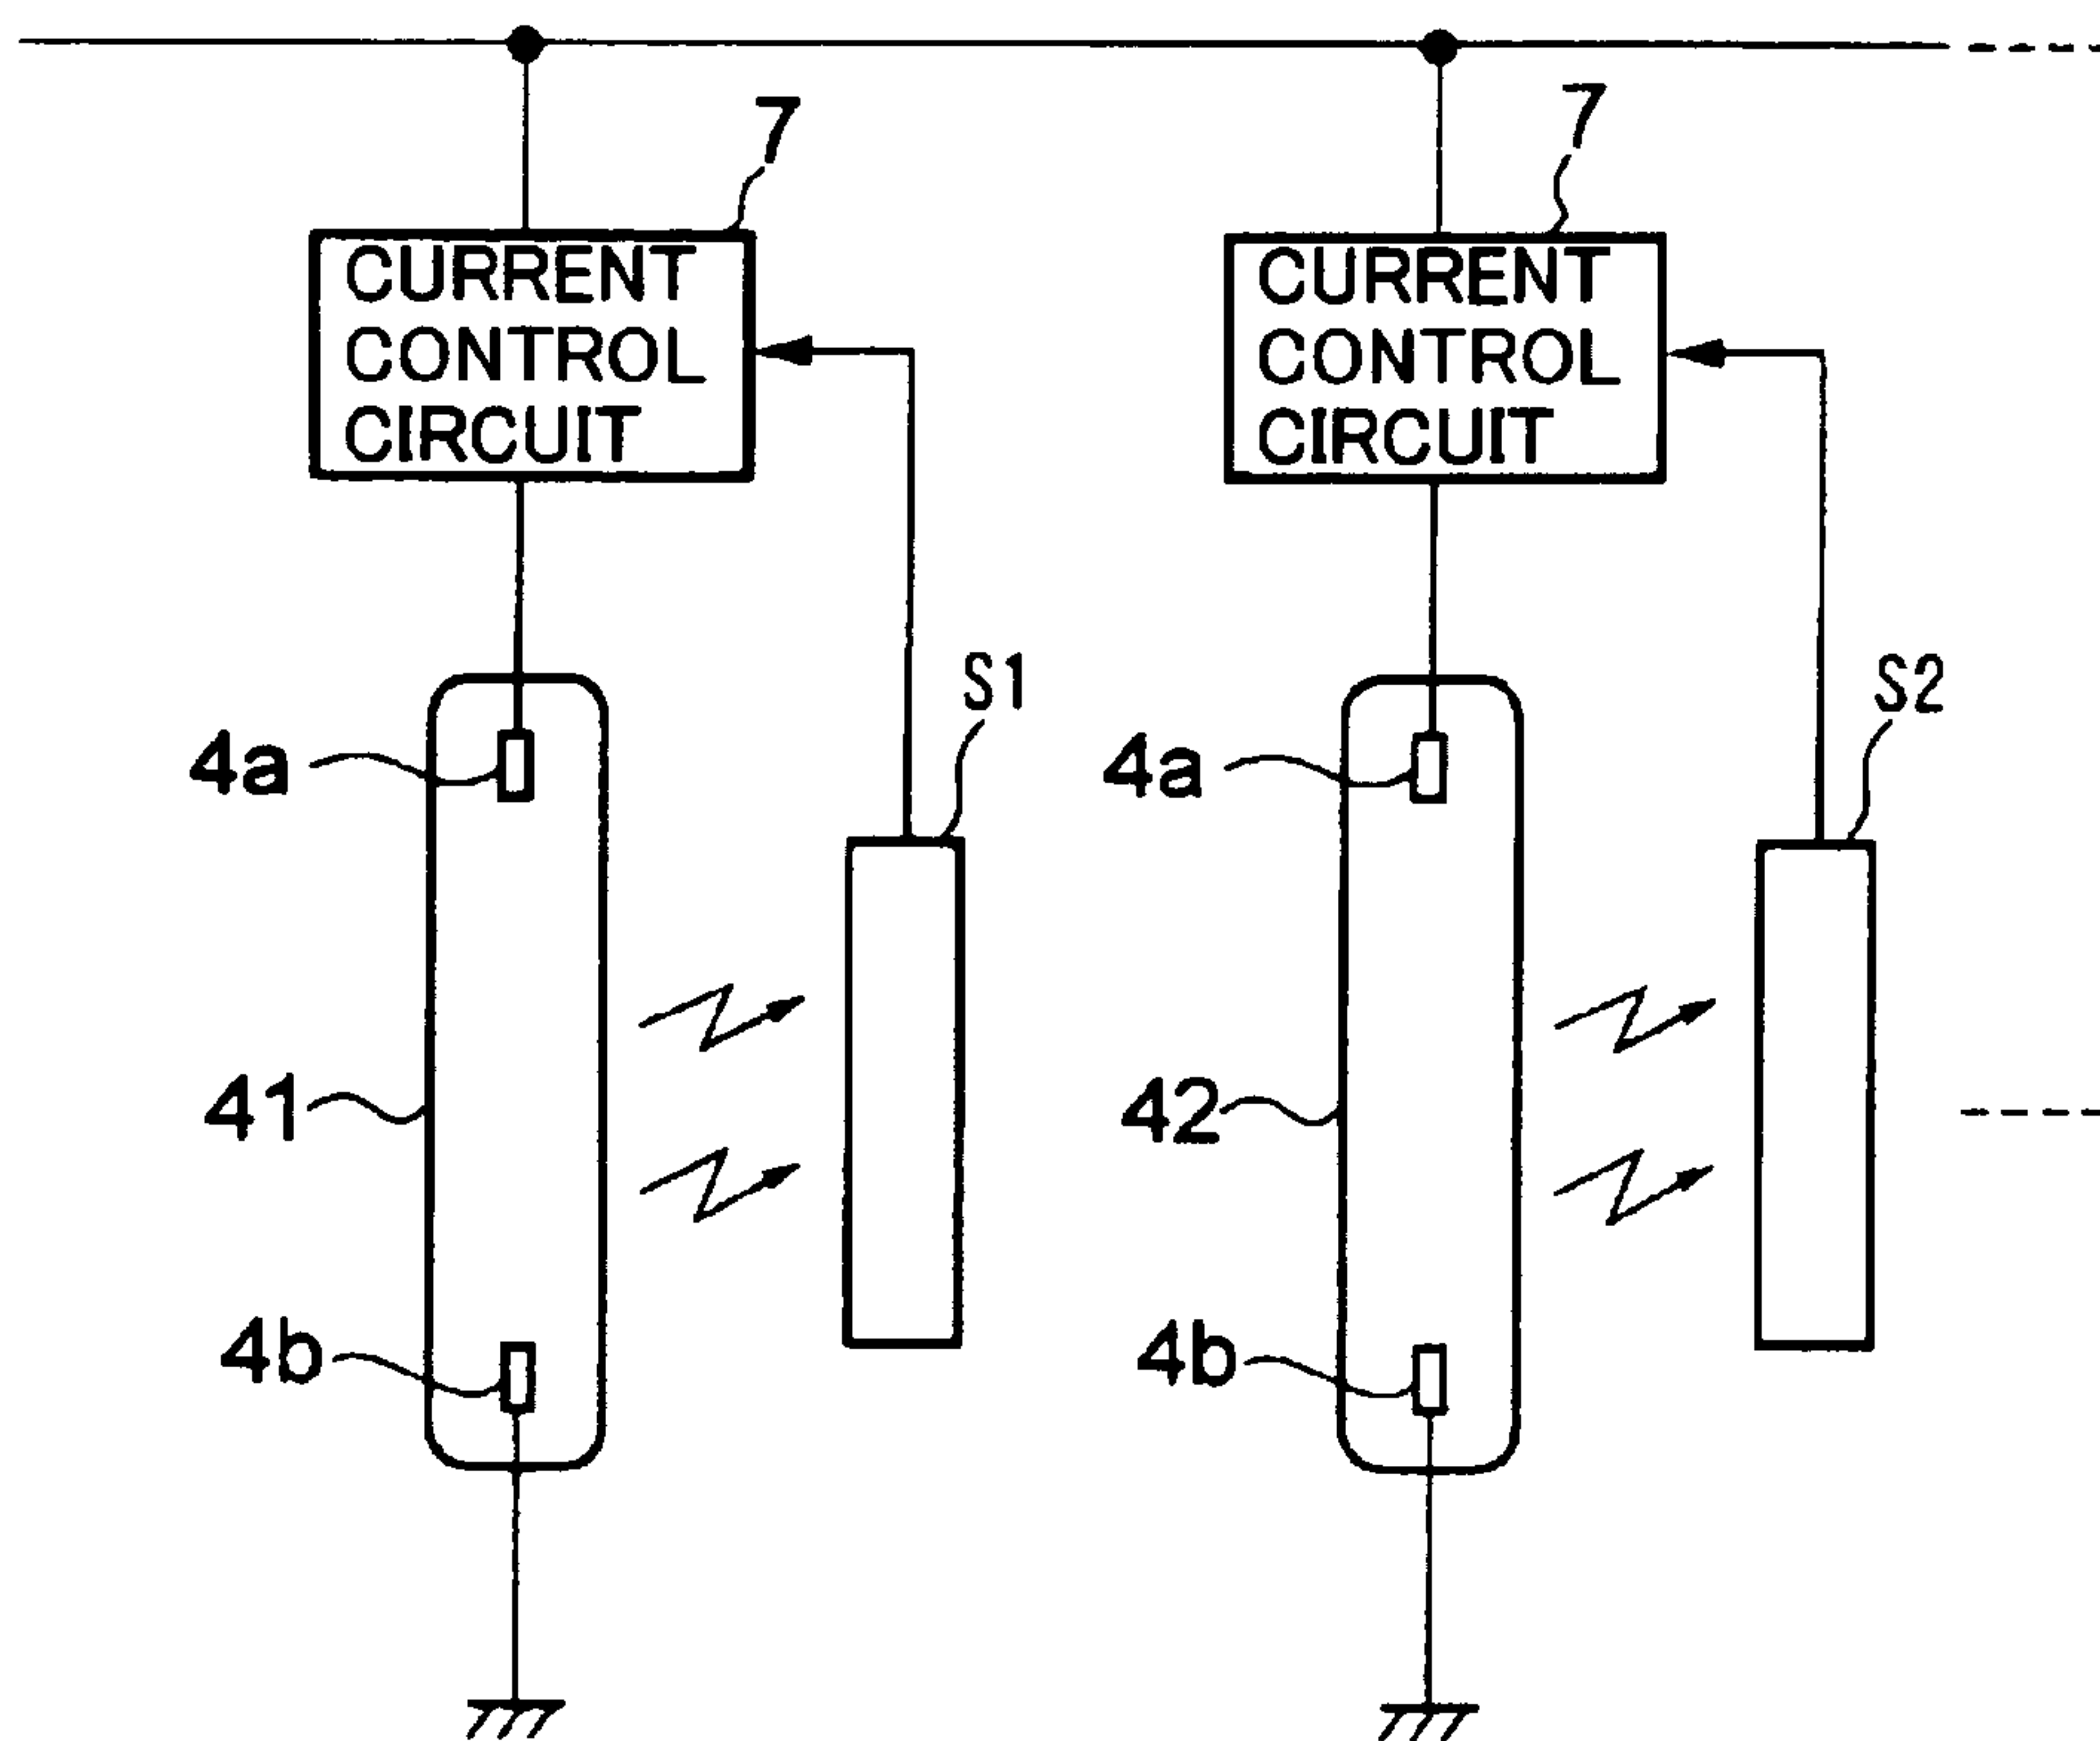 7
7
CURRENT
CONTROL
CIRCUIT
CURRENT
CONTROL
CIRCUIT
S1
S2
4a
4a
41
42
4b
4b